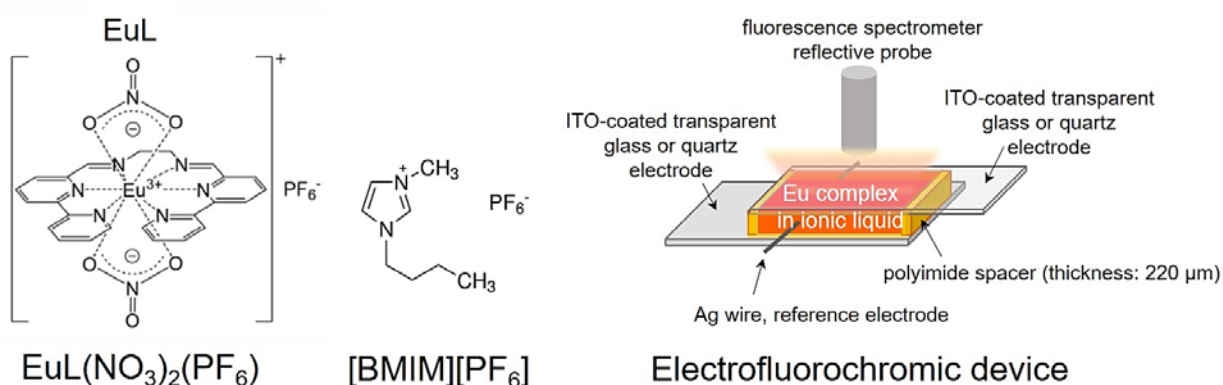 EuL
+
O
N
O
O
⊖
N
N
N
Eu³⁺
N
N
N
PF₆⁻
⊖
O
O
N
O
EuL(NO₃)₂(PF₆)
CH₃
N⁺
N
PF₆⁻
CH₃
[BMIM][PF₆]
fluorescence spectrometer
reflective probe
ITO-coated transparent
glass or quartz
electrode
ITO-coated transparent
glass or quartz
electrode
Eu complex
in ionic liquid
polyimide spacer (thickness: 220 μm)
Ag wire, reference electrode
Electrofluorochromic device